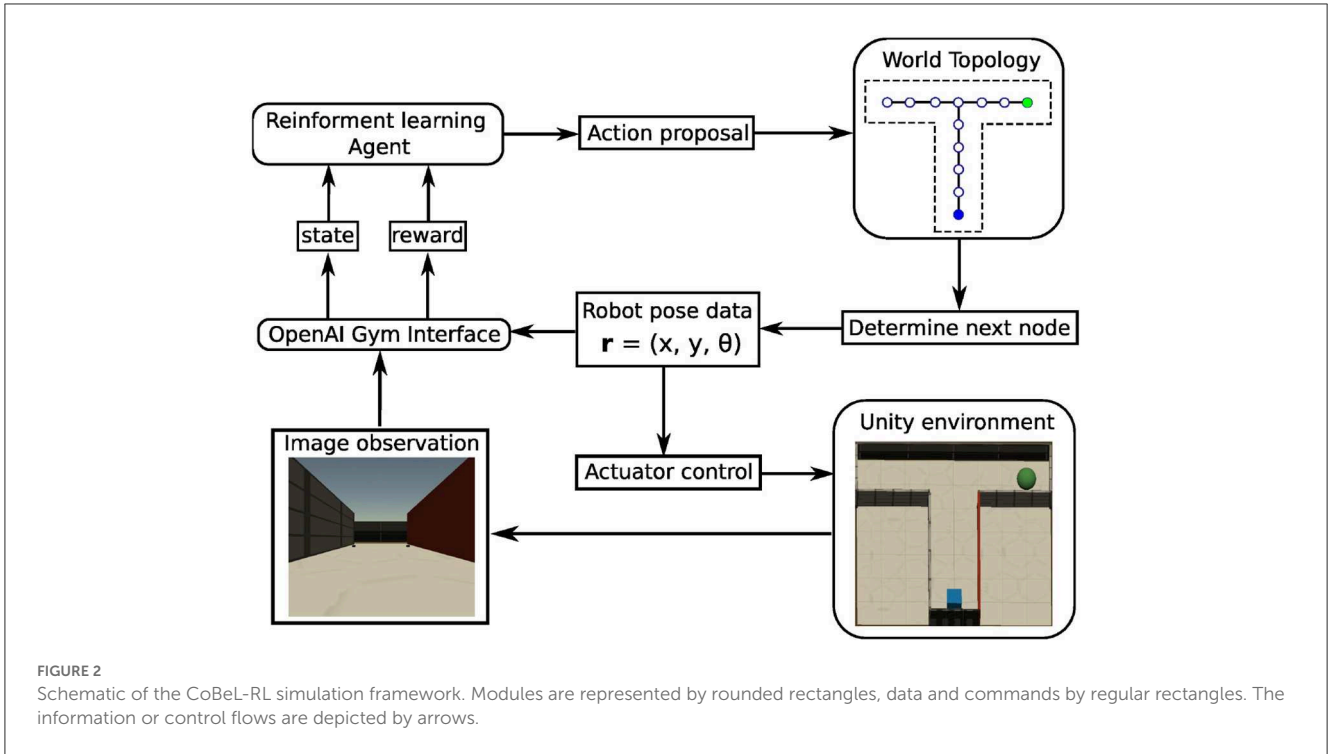 World Topology
Reinforment learning
Agent
Action proposal
state
reward
OpenAI Gym Interface
Robot pose data
r = (x, y, θ)
Determine next node
Image observation
Actuator control
Unity environment
FIGURE 2
Schematic of the CoBeL-RL simulation framework. Modules are represented by rounded rectangles, data and commands by regular rectangles. The
information or control flows are depicted by arrows.